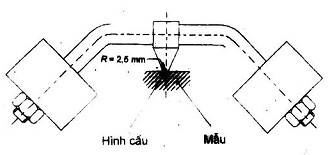 R = 2,5 mm
Hình cầu
Mẫu